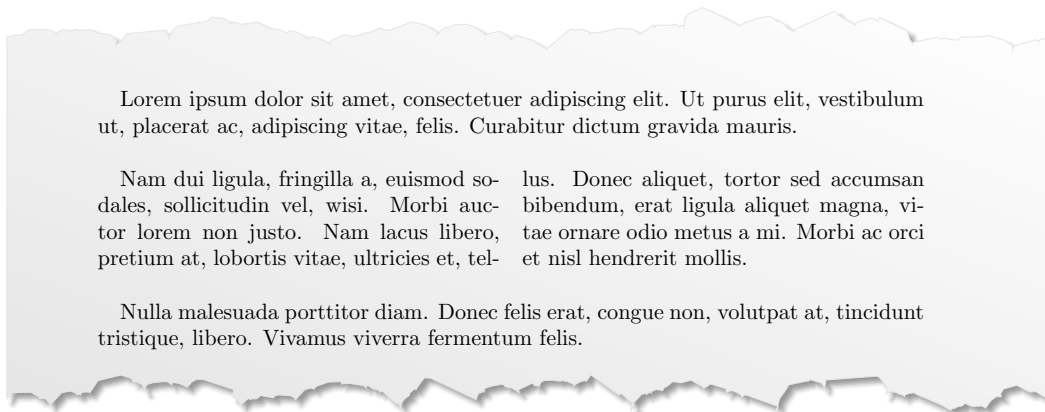 Lorem ipsum dolor sit amet, consectetuer adipiscing elit. Ut purus elit, vestibulum
ut, placerat ac, adipiscing vitae, felis. Curabitur dictum gravida mauris.
Nam dui ligula, fringilla a, euismod so-
dales, sollicitudin vel, wisi. Morbi auc-
tor lorem non justo. Nam lacus libero,
pretium at, lobortis vitae, ultricies et, tel-
lus. Donec aliquet, tortor sed accumsan
bibendum, erat ligula aliquet magna, vi-
tae ornare odio metus a mi. Morbi ac orci
et nisl hendrerit mollis.
Nulla malesuada porttitor diam. Donec felis erat, congue non, volutpat at, tincidunt
tristique, libero. Vivamus viverra fermentum felis.